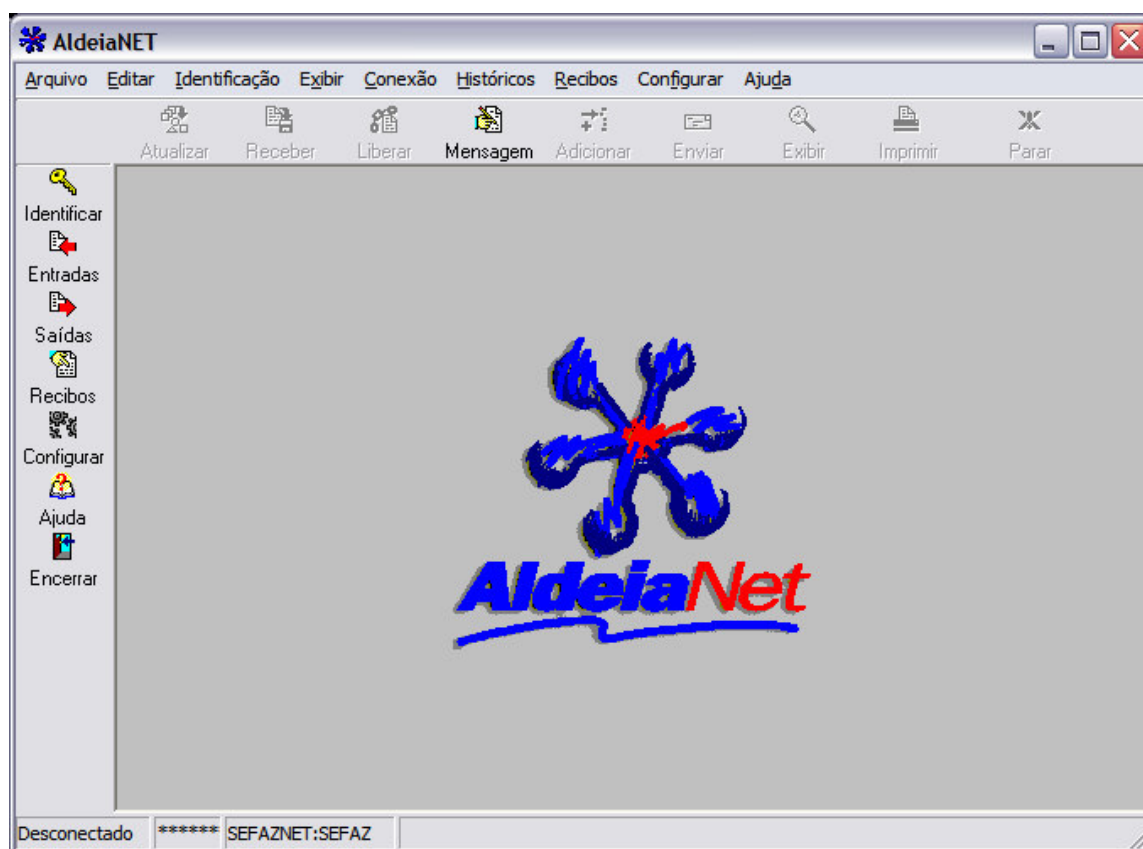 AldeiaNET
Arquivo Editar Identificação Exibir Conexão Históricos Recibos Configurar Ajuda
Atualizar Receber Liberar Mensagem Adicionar Enviar Exibir Imprimir Parar
Identificar
Entradas
Saídas
Recibos
Configurar
Ajuda
Encerrar
AldeiaNet
Desconectado ****** SEFAZNET:SEFAZ